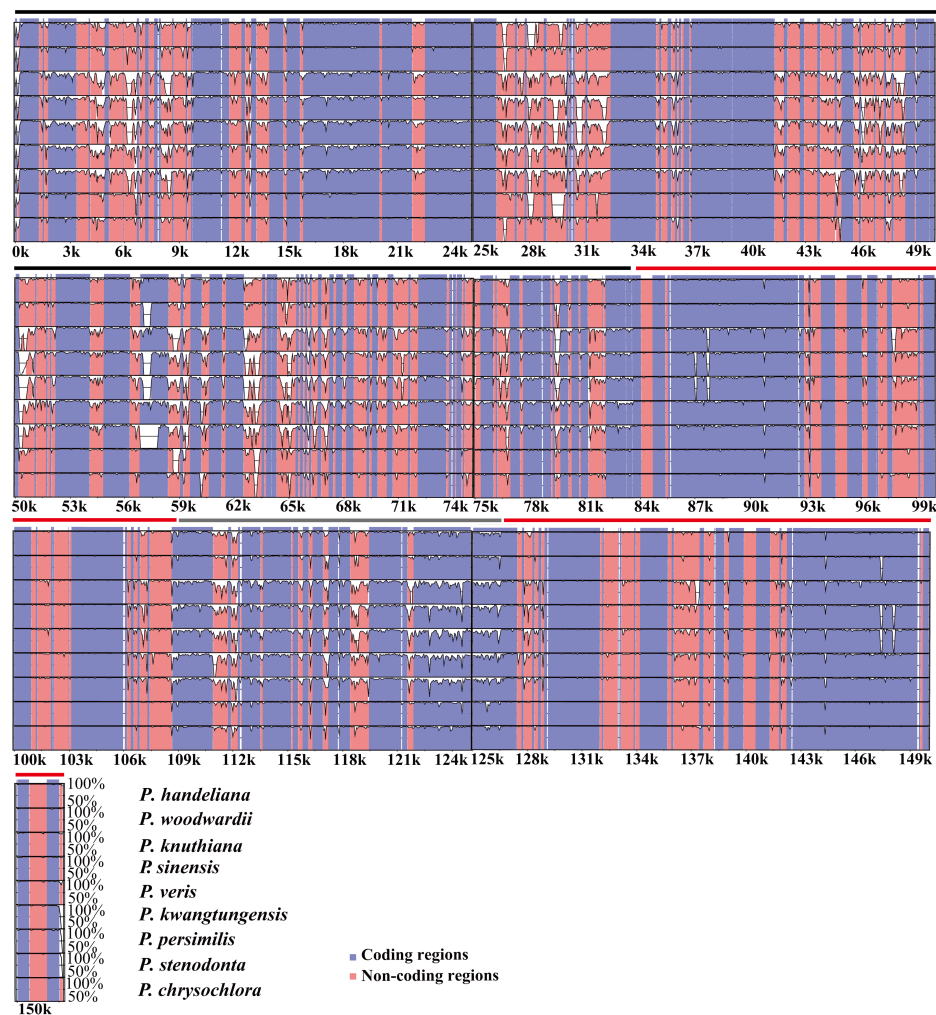 0k 3k 6k 9k 12k 15k 18k 21k 24k 25k 28k 31k 34k 37k 40k 43k 46k 49k
50k 53k 56k 59k 62k 65k 68k 71k 74k 75k 78k 81k 84k 87k 90k 93k 96k 99k
100k 103k 106k 109k 112k 115k 118k 121k 124k 125k 128k 131k 134k 137k 140k 143k 146k 149k
100%
50%
P. handeliana
100%
50%
P. woodwardii
100%
50%
P. knuthiana
100%
50%
P. sinensis
100%
50%
P. veris
100%
50%
P. kwangtungensis
100%
50%
P. persimilis
100%
50%
P. stenodonta
100%
50%
P. chrysochlora
150k
Coding regions
Non-coding regions